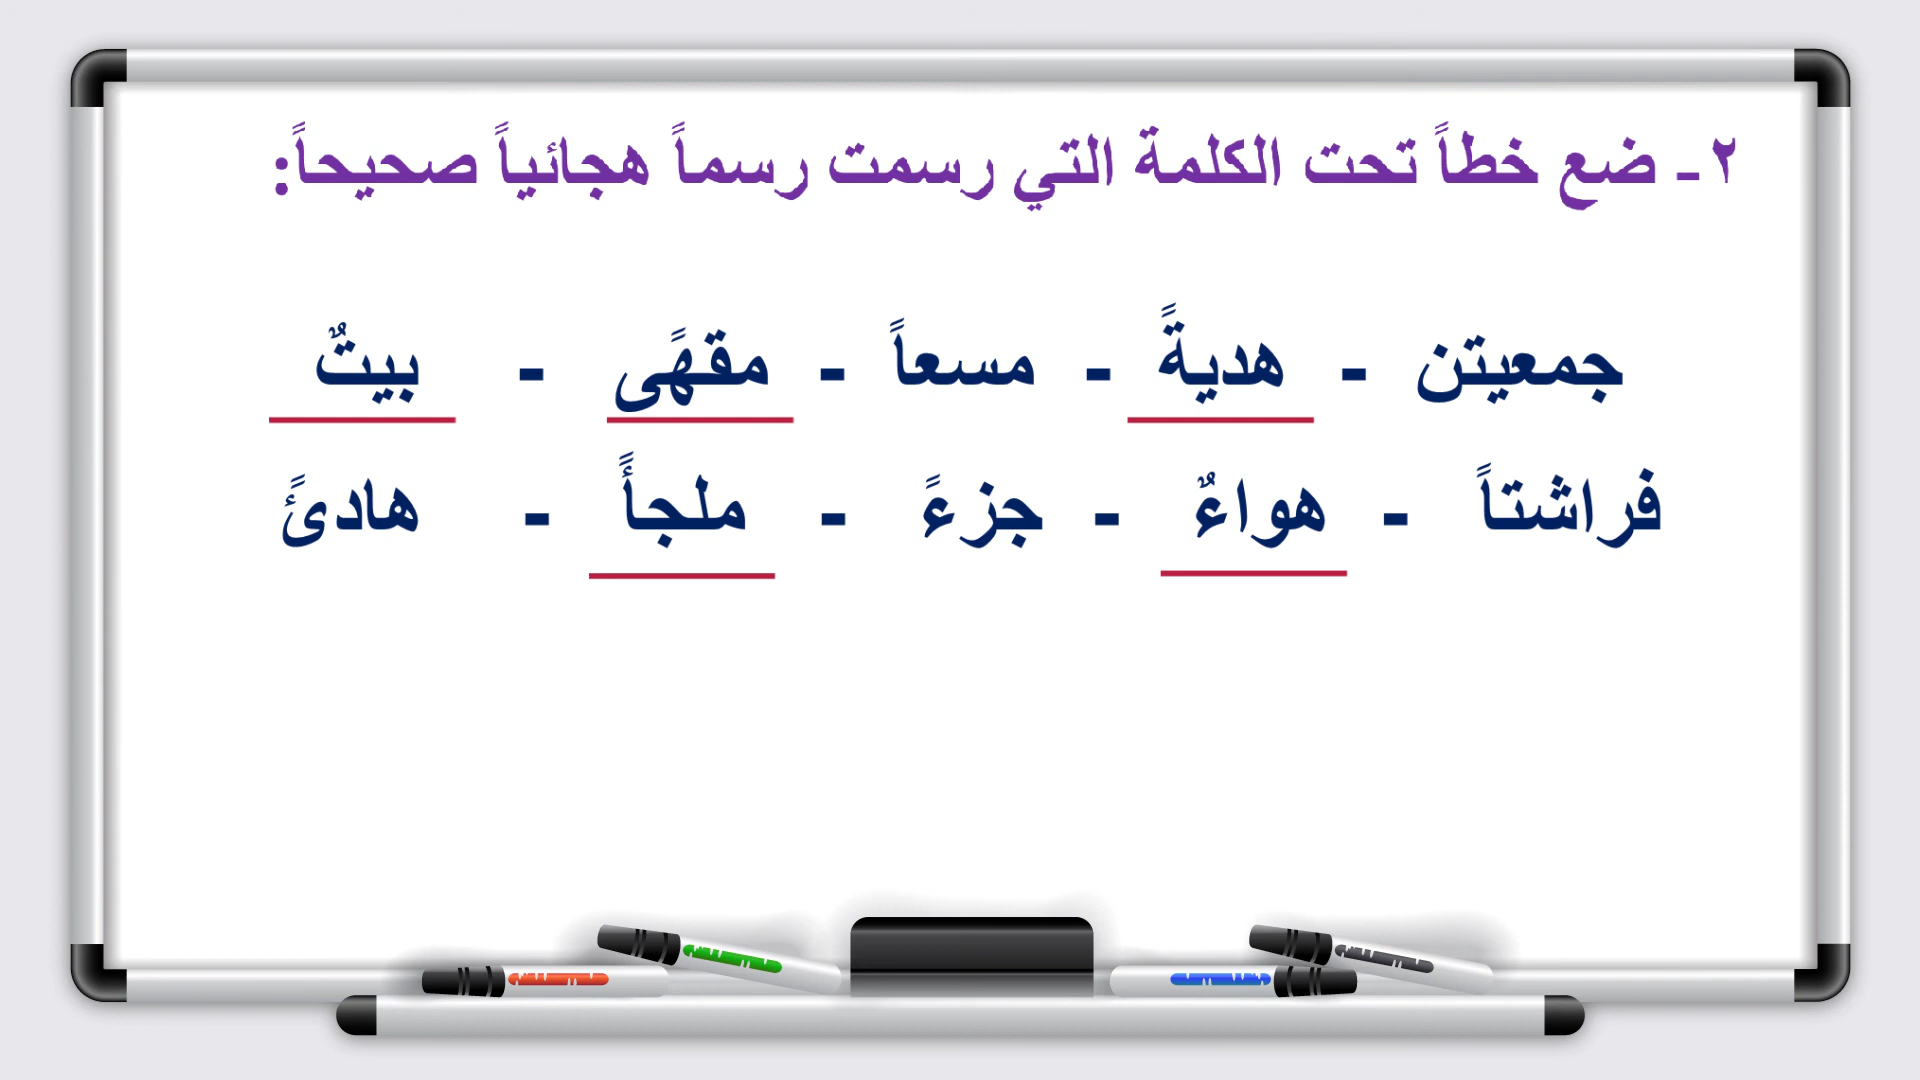 ٢- ضع خطاً تحت الكلمة التي رسمت رسماً هجائياً صحيحاً:
جمعيتن - هديةً - مسعاً - مقهًى - بيتٌ
فراشتاً - هواءٌ - جزءً - ملجأً - هادئً